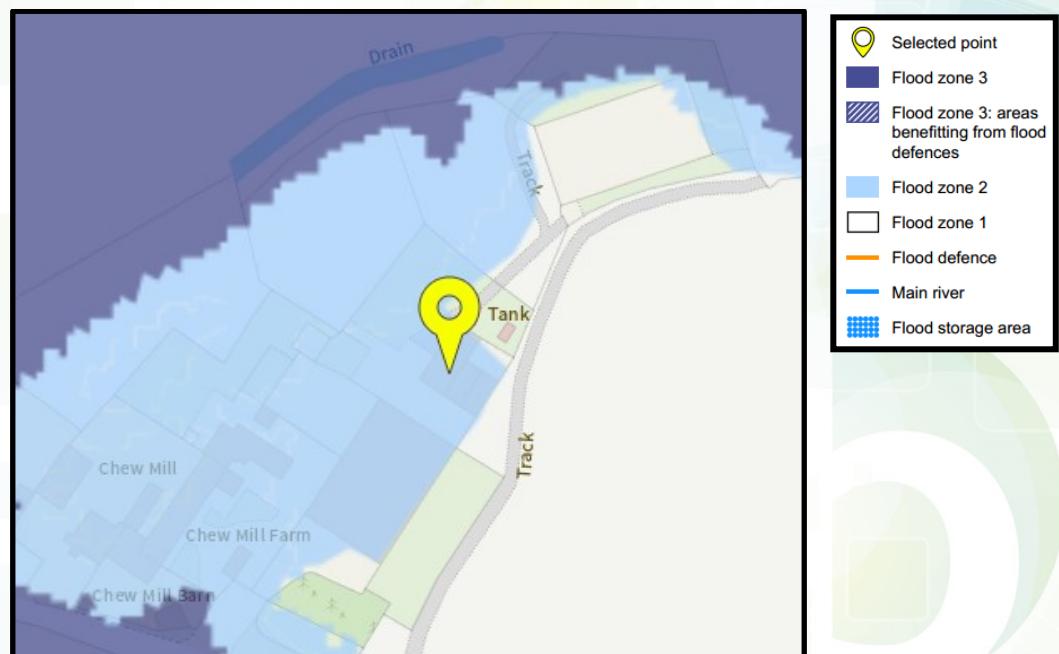 Drain
Track
Tank
Track
Chew Mill
Chew Mill Farm
Chew Mill Barn
Selected point
Flood zone 3
Flood zone 3: areas
benefitting from flood
defences
Flood zone 2
Flood zone 1
Flood defence
Main river
Flood storage area